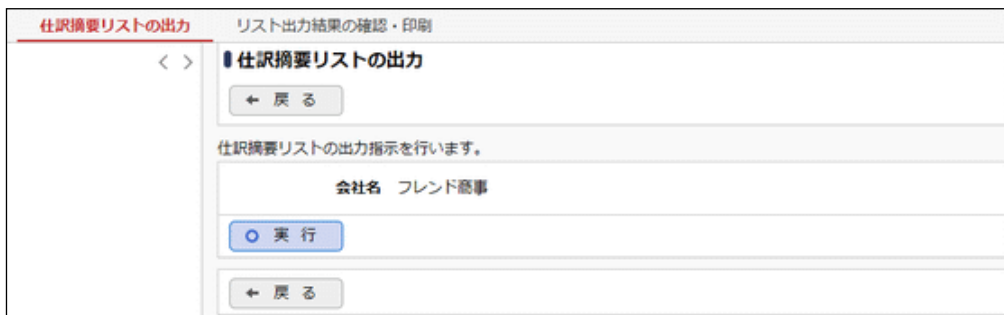 仕訳摘要リストの出力 リスト出力結果の確認・印刷
仕訳摘要リストの出力
戻る
仕訳摘要リストの出力指示を行います。
会社名 フレンド商事
実行
戻る